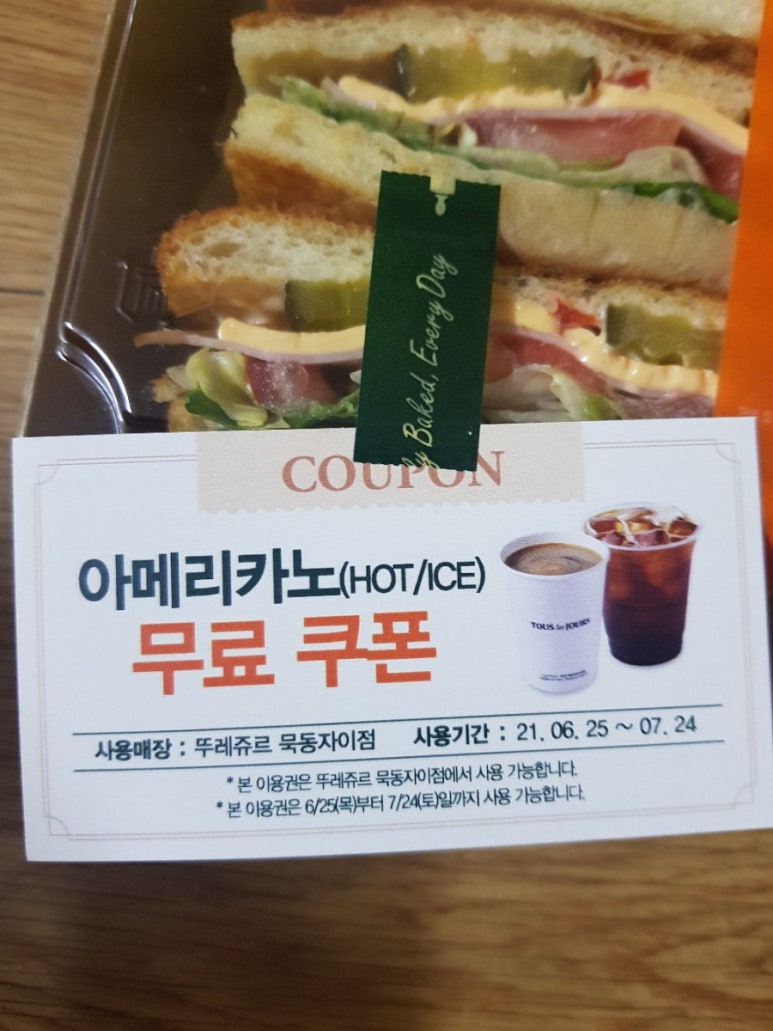 Baked, Every Day
COUPON
아메리카노(HOT/ICE)
무료 쿠폰
TOUS les JOURS
사용매장 : 뚜레쥬르 묵동자이점 사용기간 : 21. 06. 25 ~ 07. 24
* 본 이용권은 뚜레쥬르 묵동자이점에서 사용 가능합니다.
* 본 이용권은 6/25(목)부터 7/24(토)일까지 사용 가능합니다.